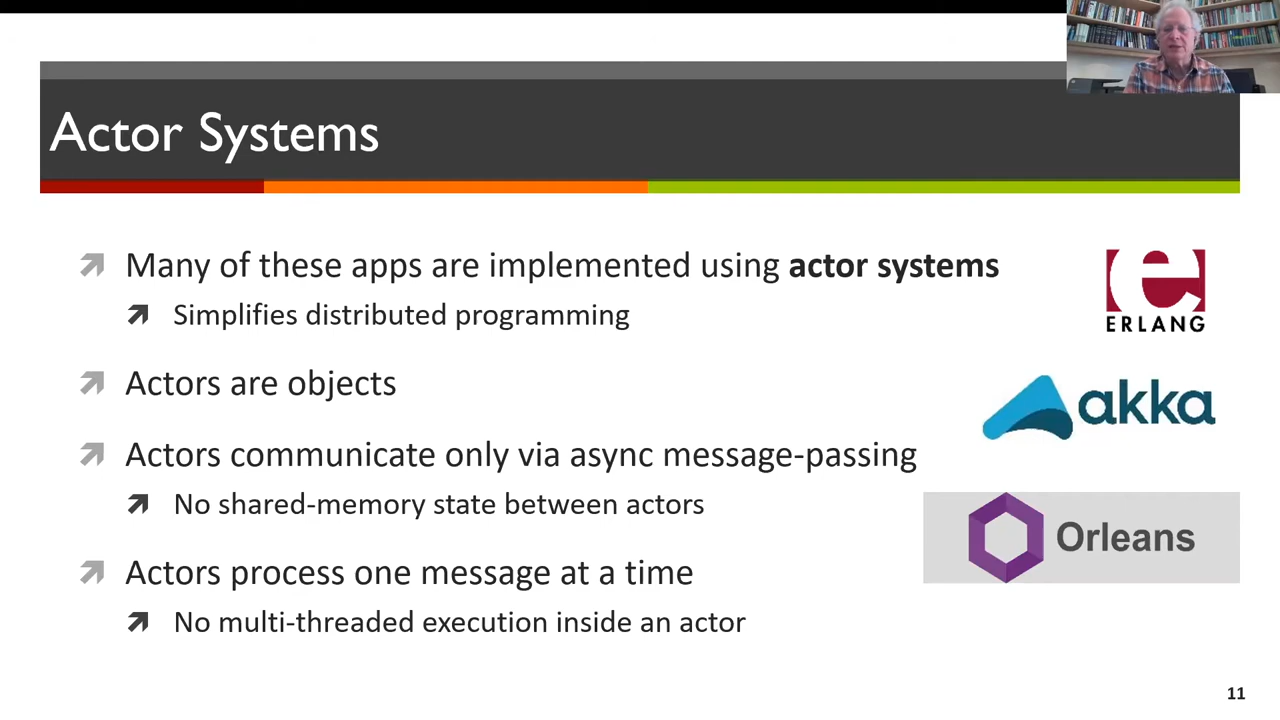 Actor Systems
Many of these apps are implemented using actor systems
Simplifies distributed programming
Actors are objects
Actors communicate only via async message-passing
No shared-memory state between actors
Actors process one message at a time
No multi-threaded execution inside an actor
e
ERLANG
akka
Orleans
11